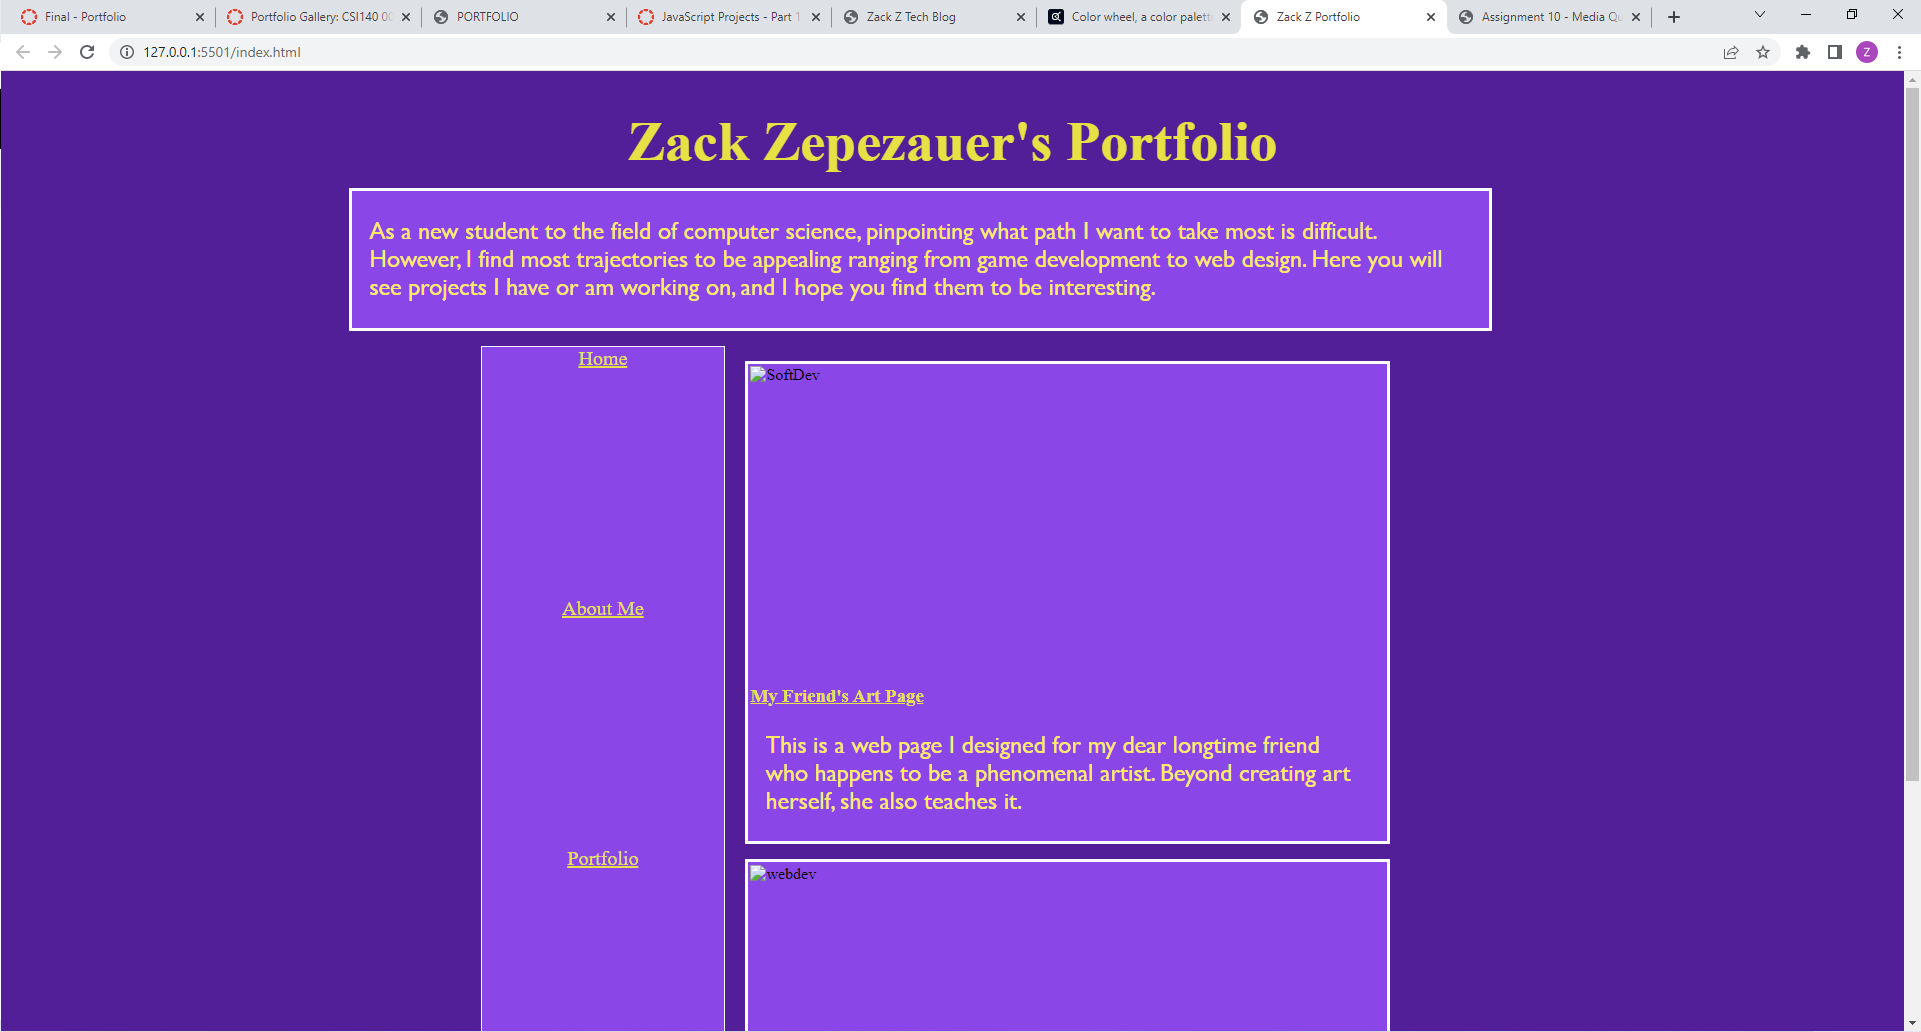 Final - Portfolio
Portfolio Gallery: CSI140
PORTFOLIO
JavaScript Projects - Part 1
Zack Z Tech Blog
Color wheel, a color palett
Zack Z Portfolio
Assignment 10 - Media
127.0.0.1:5501/index.html
Z
Zack Zepezauer's Portfolio
As a new student to the field of computer science, pinpointing what path I want to take most is difficult.
However, I find most trajectories to be appealing ranging from game development to web design. Here you will
see projects I have or am working on, and I hope you find them to be interesting.
Home
About Me
Portfolio
SoftDev
My Friend's Art Page
This is a web page I designed for my dear longtime friend
who happens to be a phenomenal artist. Beyond creating art
herself, she also teaches it.
webdev